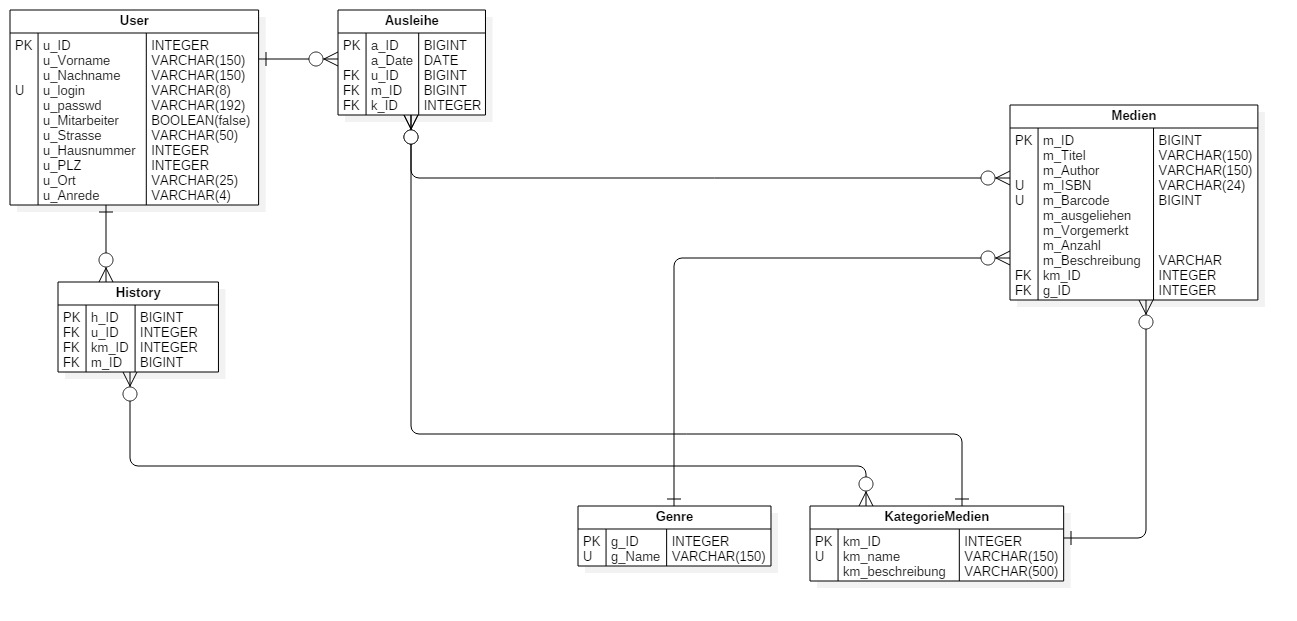 User
PK u_ID INTEGER
u_Vorname VARCHAR(150)
u_Nachname VARCHAR(150)
U u_login VARCHAR(8)
u_passwd VARCHAR(192)
u_Mitarbeiter BOOLEAN(false)
u_Strasse VARCHAR(50)
u_Hausnummer INTEGER
u_PLZ INTEGER
u_Ort VARCHAR(25)
u_Anrede VARCHAR(4)
Ausleihe
PK a_ID BIGINT
a_Date DATE
FK u_ID BIGINT
FK m_ID BIGINT
FK k_ID INTEGER
Medien
PK m_ID BIGINT
m_Titel VARCHAR(150)
m_Author VARCHAR(150)
U m_ISBN VARCHAR(24)
U m_Barcode BIGINT
m_ausgeliehen
m_Vorgemerkt
m_Anzahl
m_Beschreibung VARCHAR
FK km_ID INTEGER
FK g_ID INTEGER
History
PK h_ID BIGINT
FK u_ID INTEGER
FK km_ID INTEGER
FK m_ID BIGINT
Genre
PK g_ID INTEGER
U g_Name VARCHAR(150)
KategorieMedien
PK km_ID INTEGER
U km_name VARCHAR(150)
km_beschreibung VARCHAR(500)